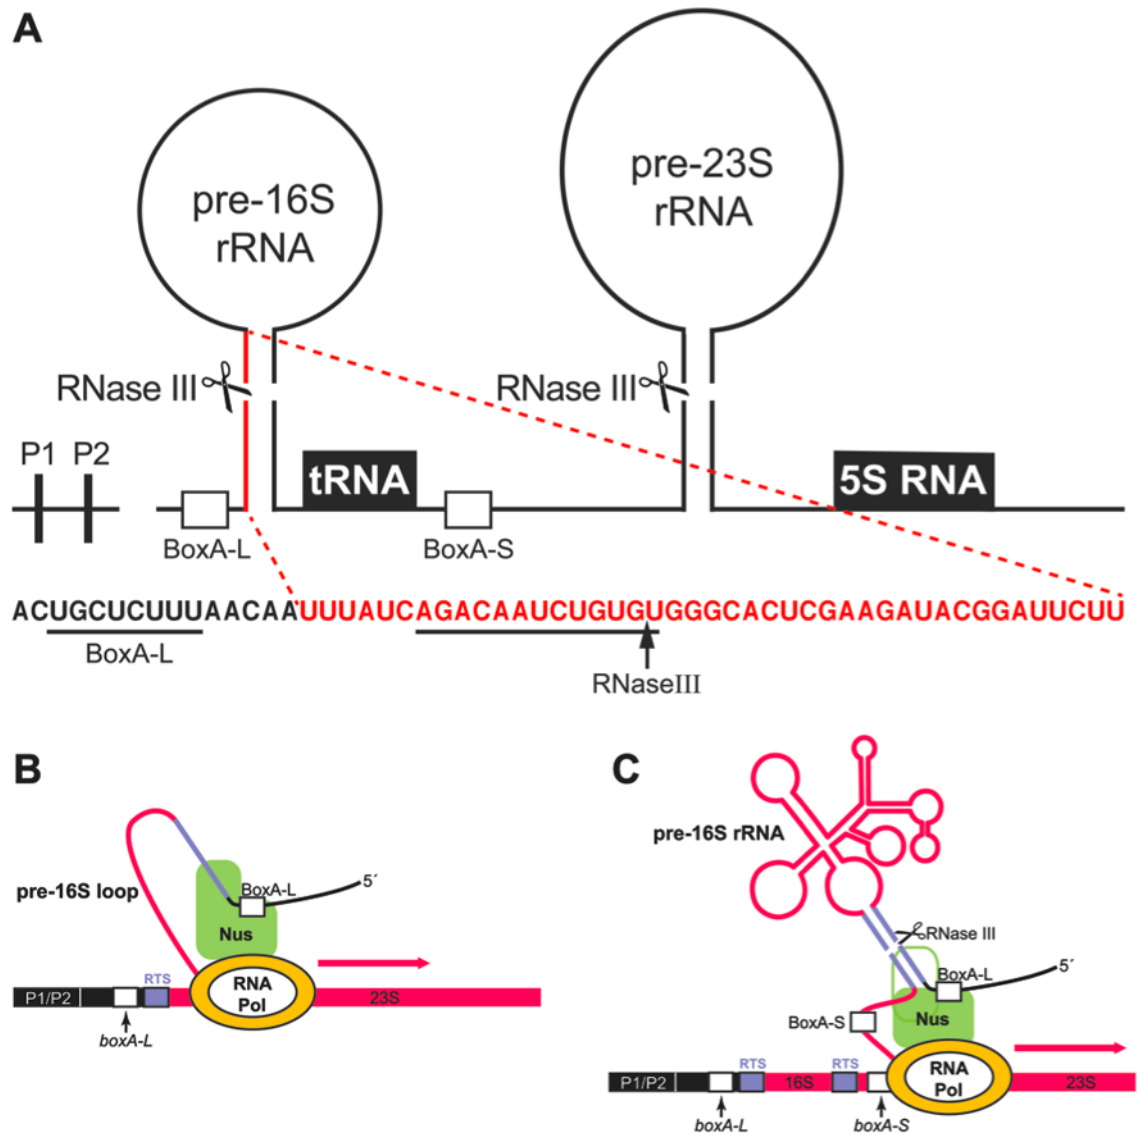 A
pre-16S
rRNA
pre-23S
rRNA
RNase III
RNase III
P1 P2
tRNA
5S RNA
BoxA-L
BoxA-S
ACUGCUCUUUAACAAUUUAUCAGACAAUCUGUGUGGGCACUCGAAGAUACGGAUUCUU
BoxA-L
RNaseIII
B
pre-16S loop
BoxA-L
5´
Nus
RTS
RNA
Pol
P1/P2
23S
boxA-L
C
pre-16S rRNA
RNase III
BoxA-L
5´
BoxA-S
Nus
RTS
RTS
RNA
Pol
P1/P2
16S
23S
boxA-L
boxA-S